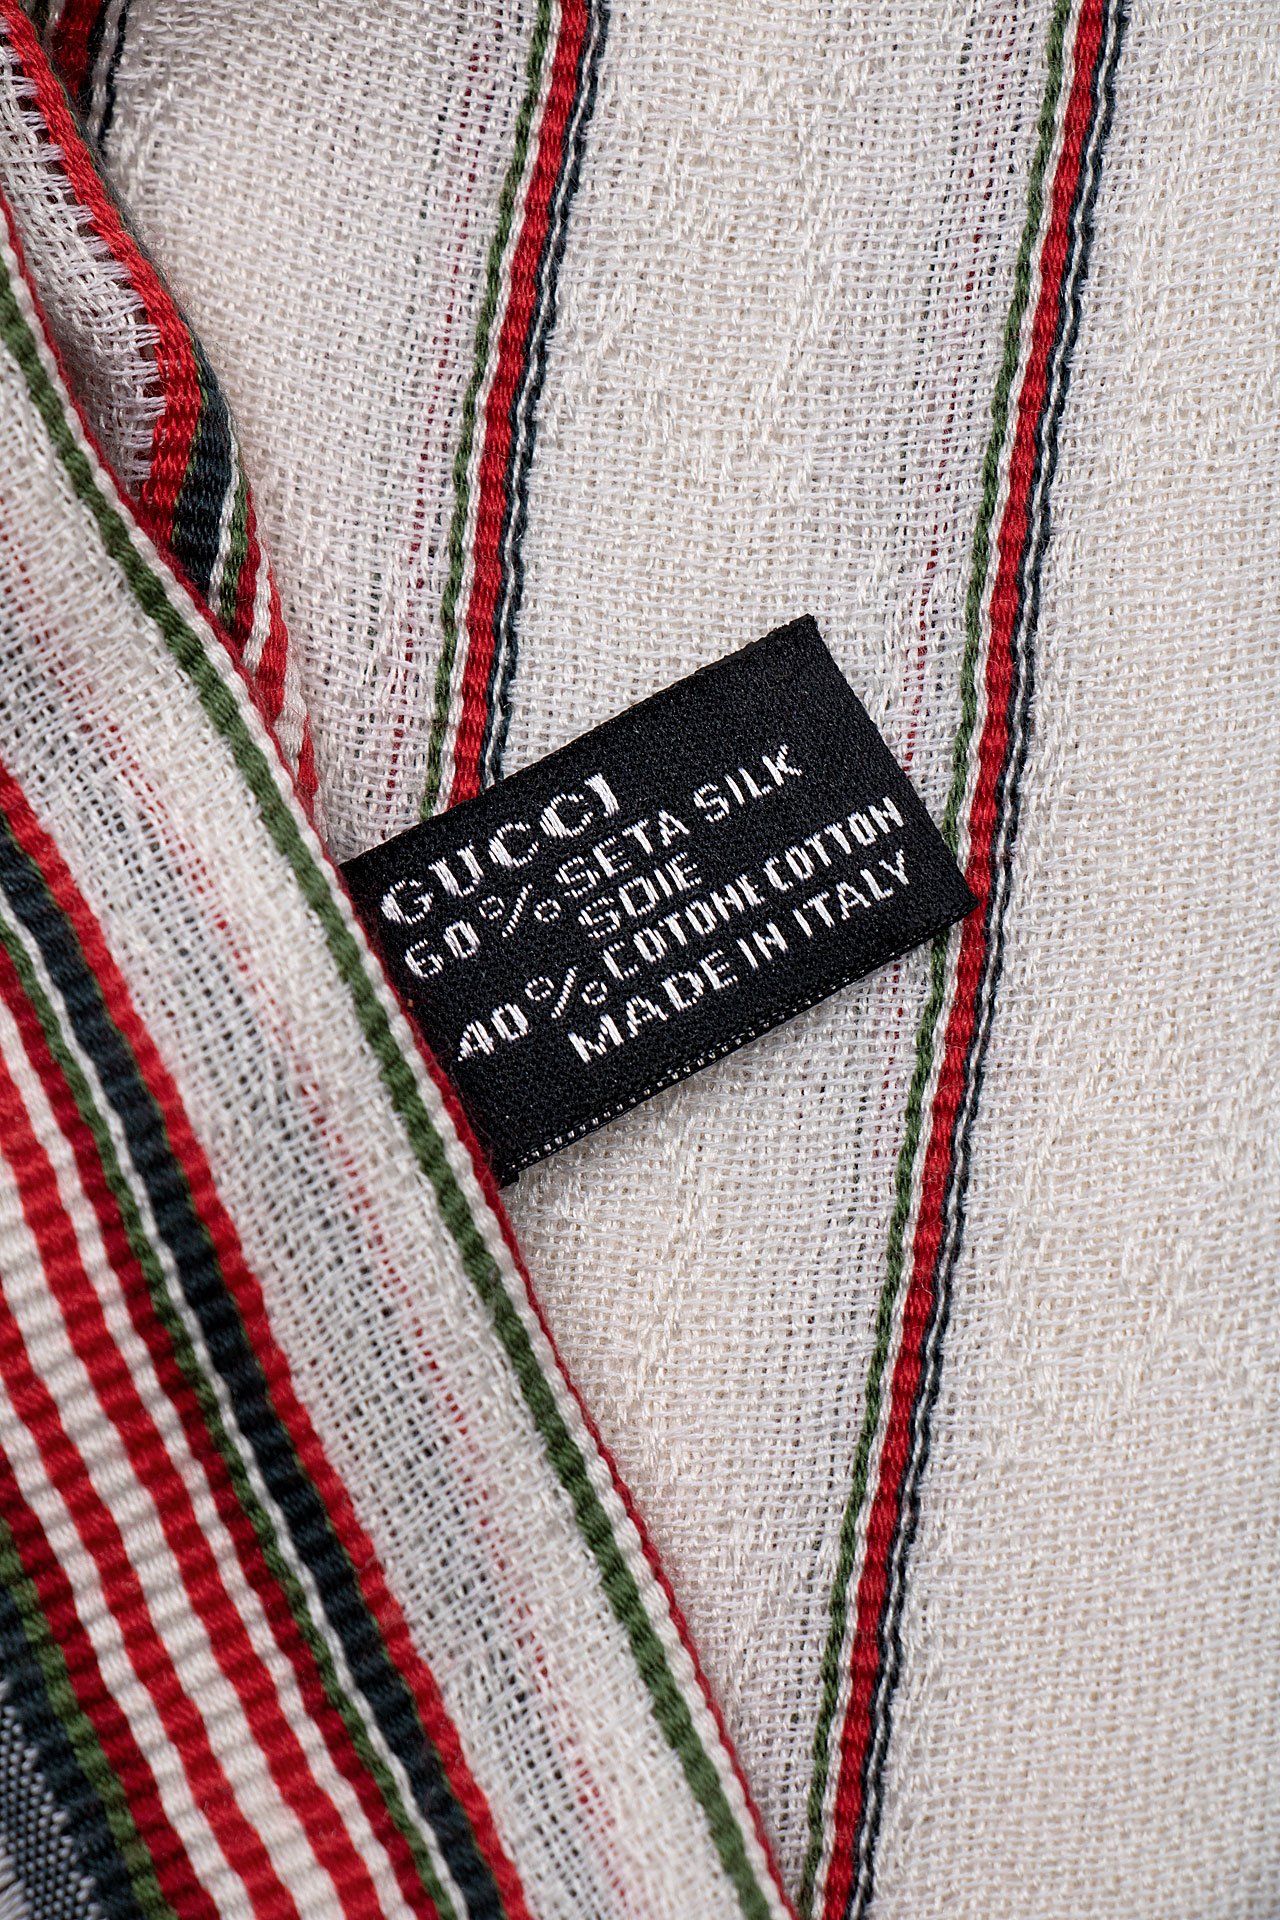 GUCCI
60% SETA SILK
SOIE
40% COTONE COTTON
MADE IN ITALY